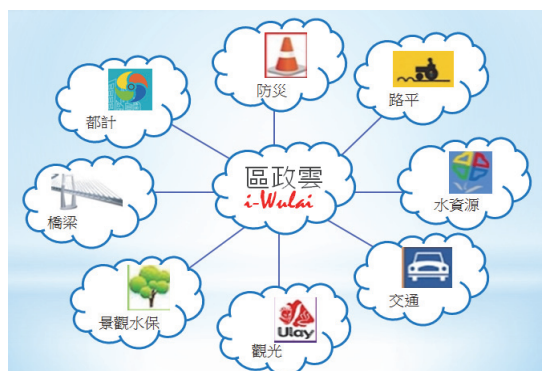 防災
路平
都計
區政雲
i-Wulai
水資源
橋梁
交通
景觀水保
Ulay
觀光